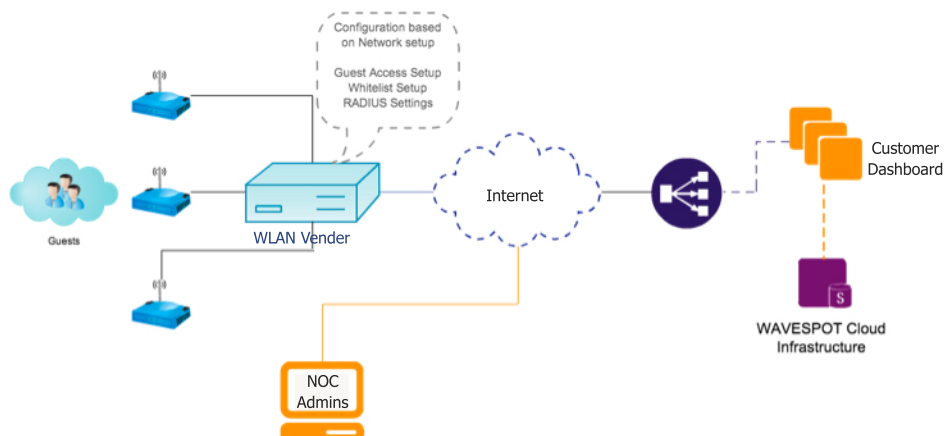 Configuration based
on Network setup
Guest Access Setup
Whitelist Setup
RADIUS Settings
Guests
WLAN Vender
Internet
Customer
Dashboard
S
WAVESPOT Cloud
Infrastructure
NOC
Admins